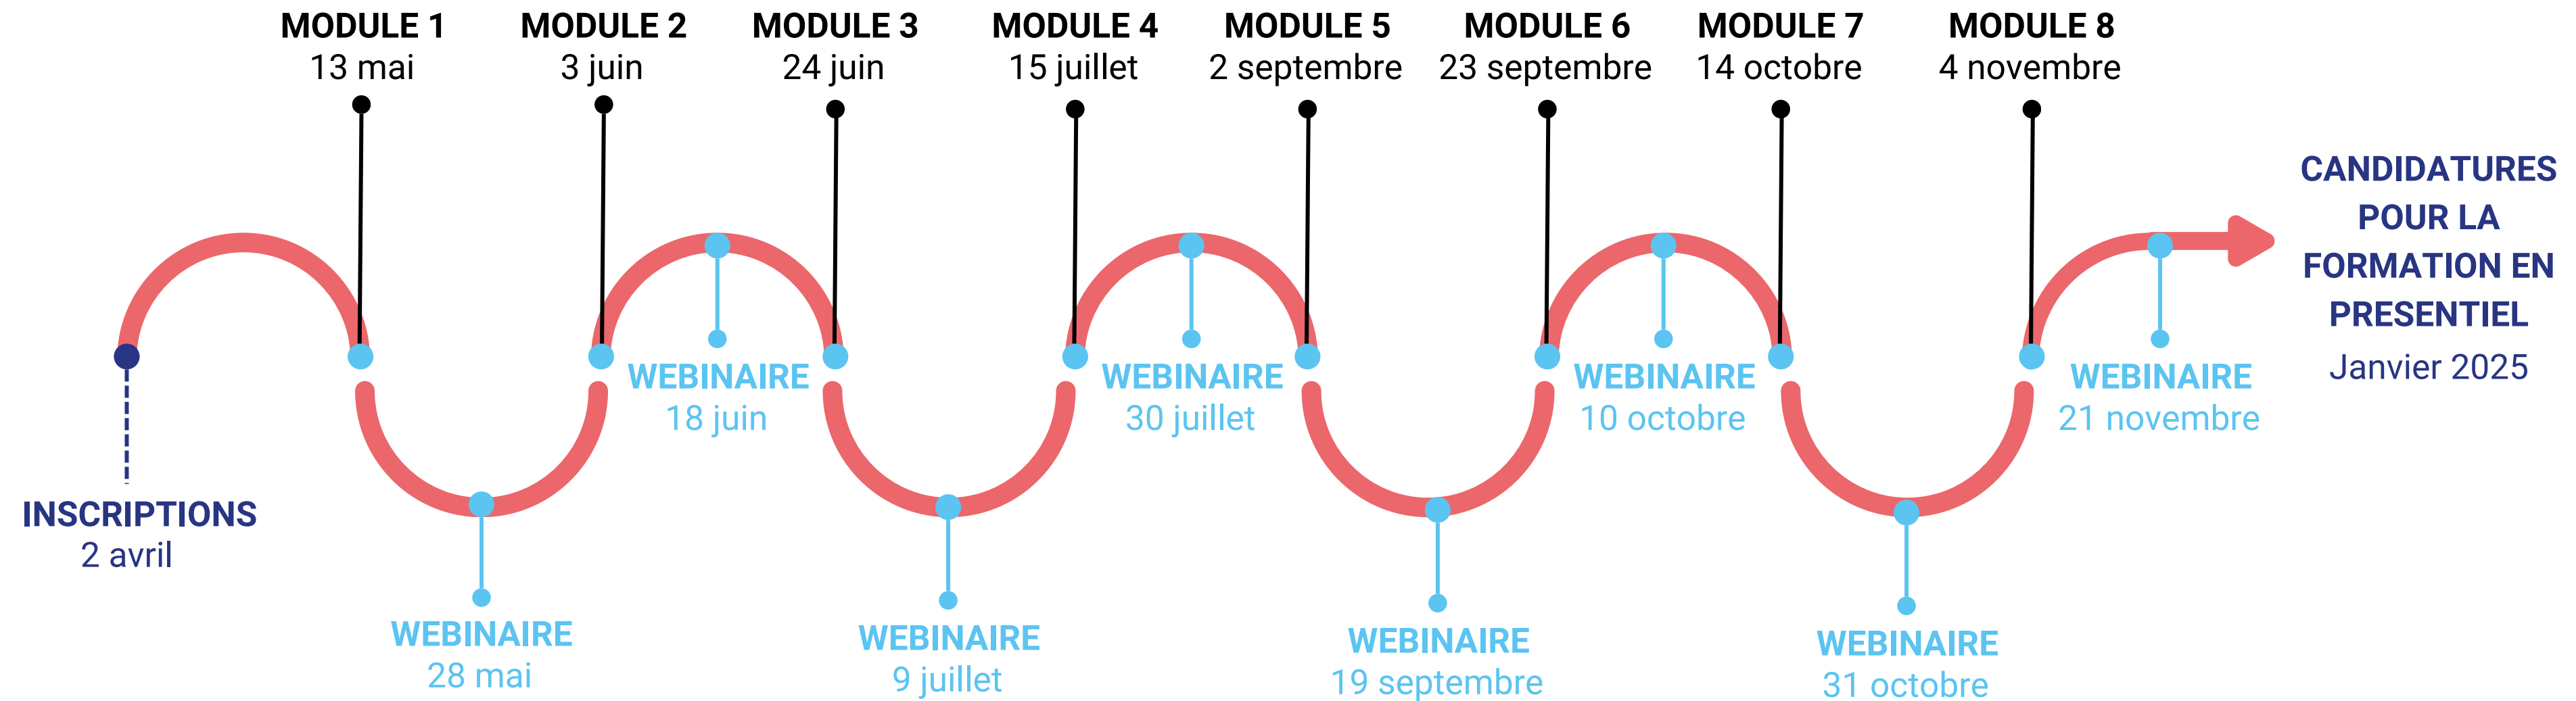 MODULE 1
13 mai
MODULE 2
3 juin
MODULE 3
24 juin
MODULE 4
15 juillet
MODULE 5
2 septembre
MODULE 6
23 septembre
MODULE 7
14 octobre
MODULE 8
4 novembre
CANDIDATURES
POUR LA
FORMATION EN
PRESENTIEL
Janvier 2025
WEBINAIRE
18 juin
WEBINAIRE
30 juillet
WEBINAIRE
10 octobre
WEBINAIRE
21 novembre
INSCRIPTIONS
2 avril
WEBINAIRE
28 mai
WEBINAIRE
9 juillet
WEBINAIRE
19 septembre
WEBINAIRE
31 octobre